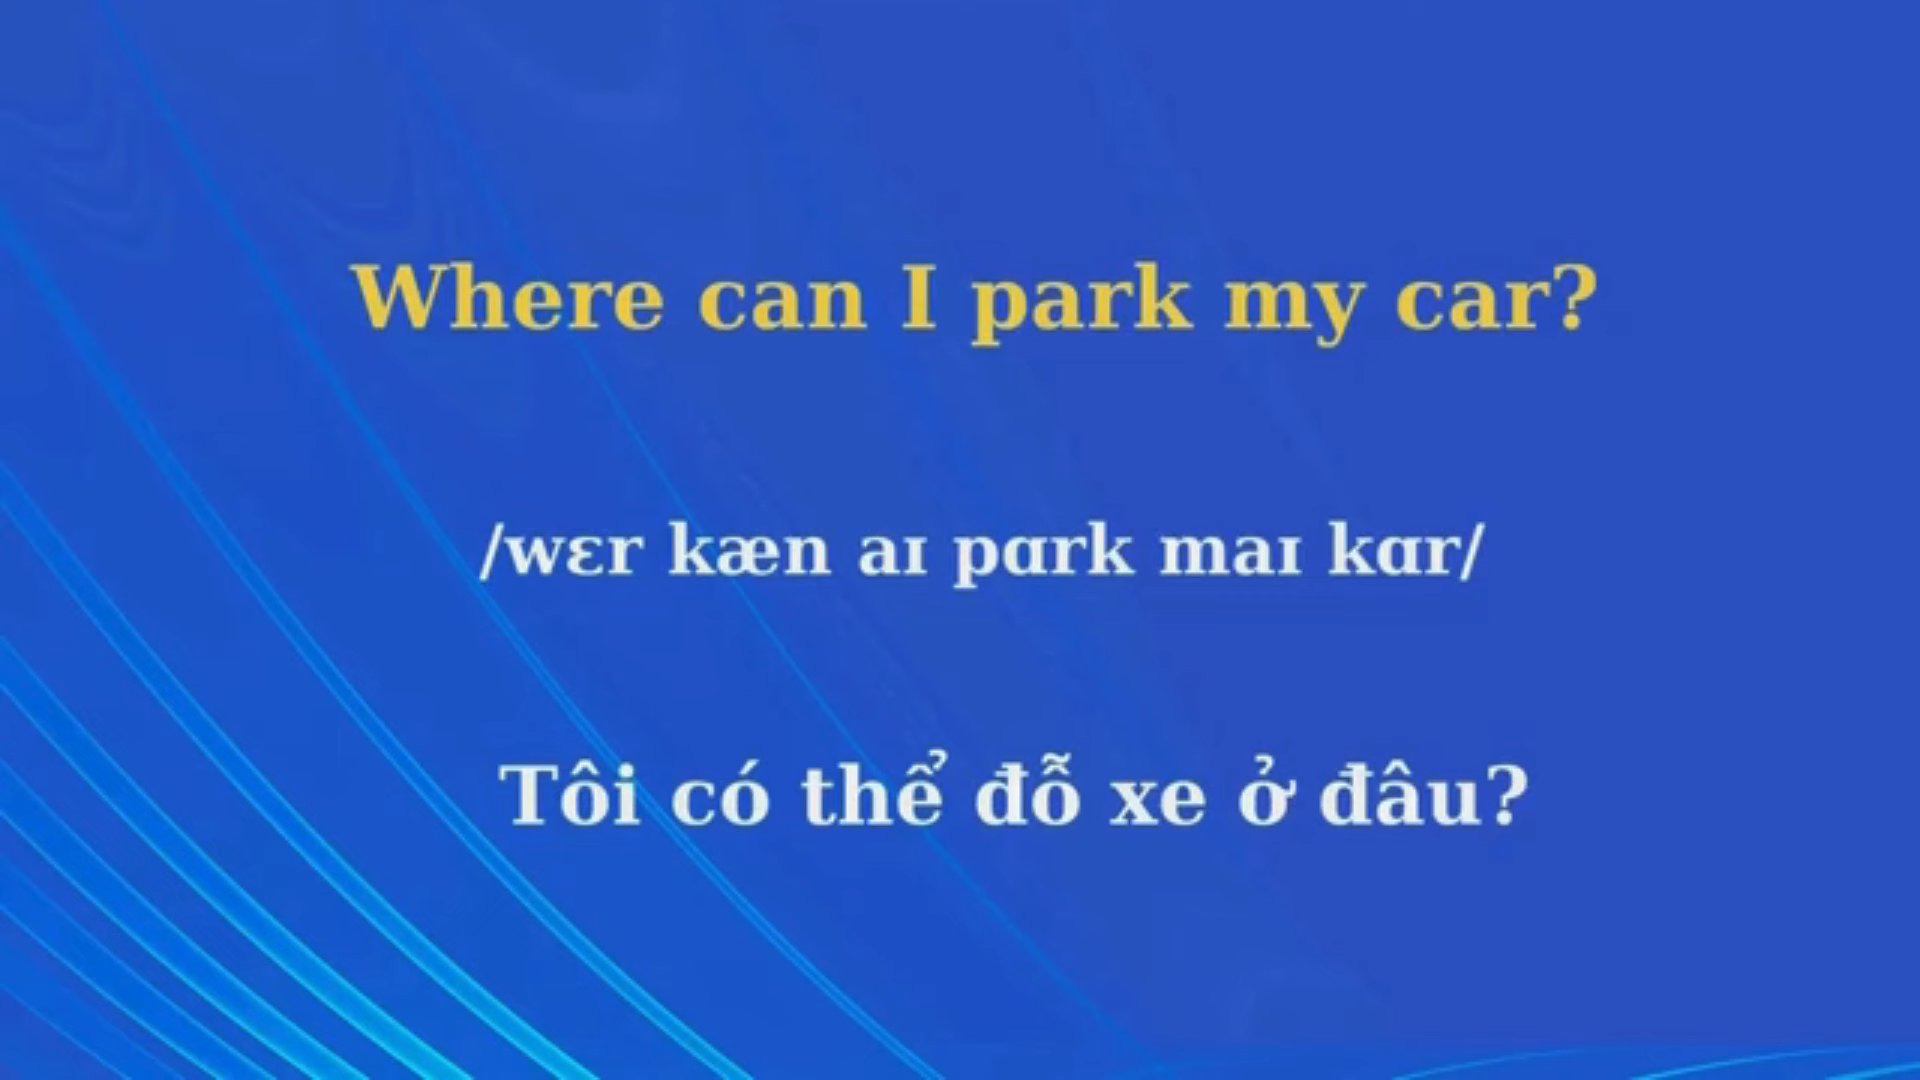 Where can I park my car?
/wɛr kæn aɪ pɑrk maɪ kɑr/
Tôi có thể đỗ xe ở đâu?